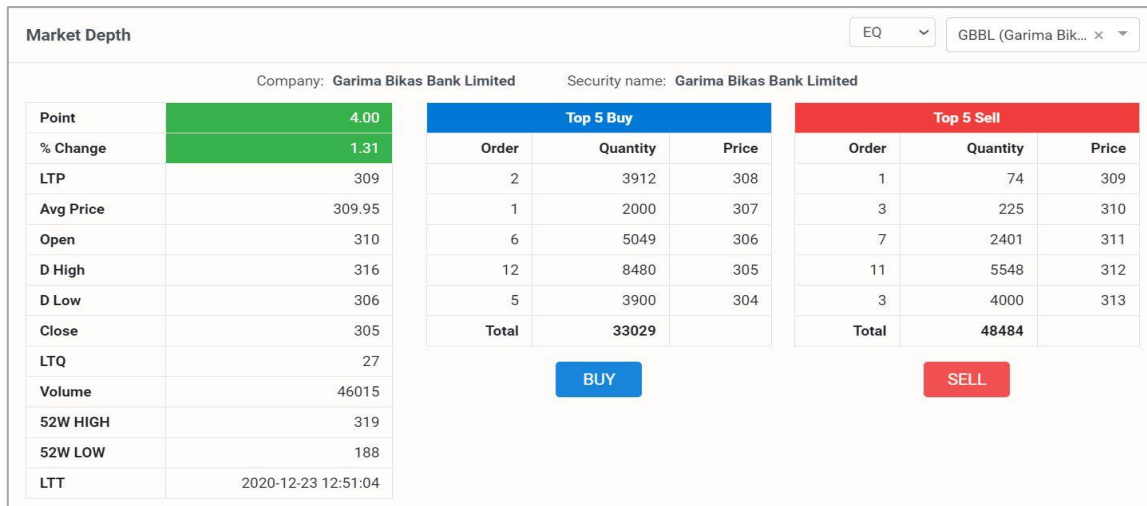 Market Depth
EQ
GBBL (Garima Bik... ×
Company: Garima Bikas Bank Limited Security name: Garima Bikas Bank Limited
Point 4.00
% Change 1.31
LTP 309
Avg Price 309.95
Open 310
D High 316
D Low 306
Close 305
LTQ 27
Volume 46015
52W HIGH 319
52W LOW 188
LTT 2020-12-23 12:51:04
Top 5 Buy
Order Quantity Price
2 3912 308
1 2000 307
6 5049 306
12 8480 305
5 3900 304
Total 33029
BUY
Top 5 Sell
Order Quantity Price
1 74 309
3 225 310
7 2401 311
11 5548 312
3 4000 313
Total 48484
SELL